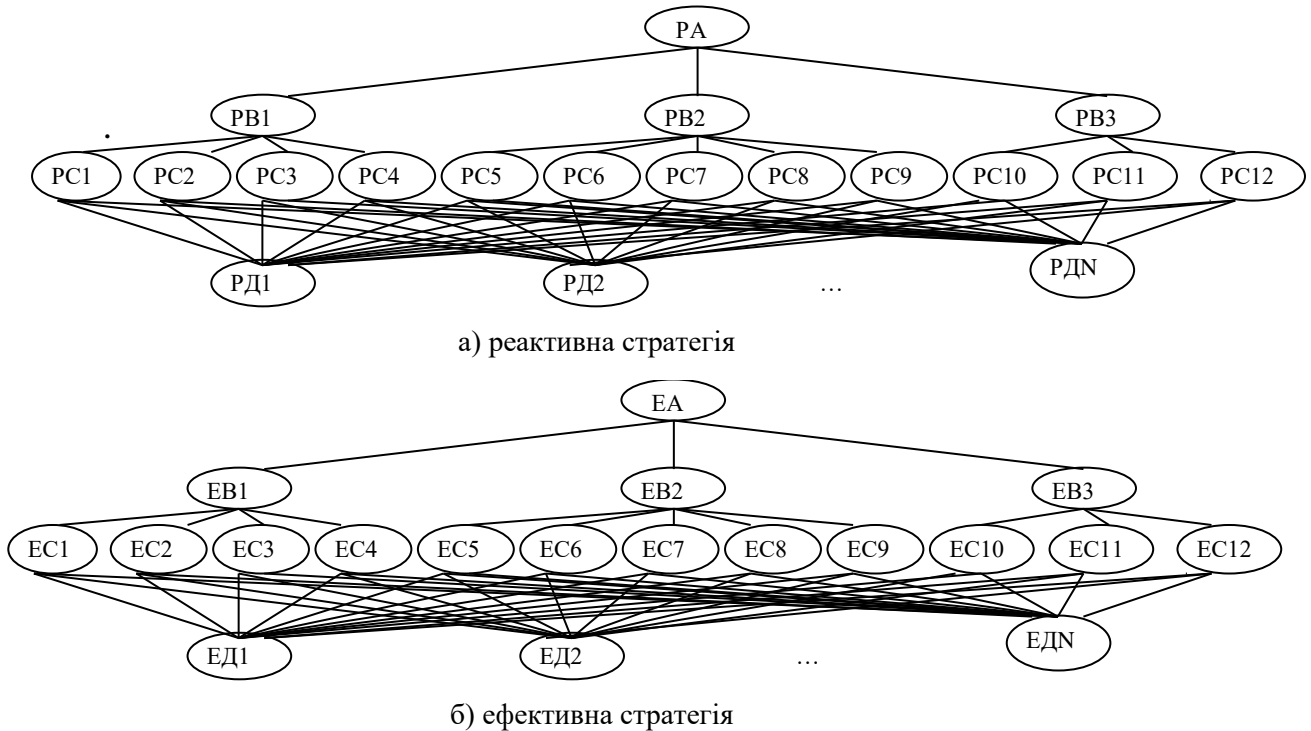 РА
РВ1 РВ2 РВ3
РС1 РС2 РС3 РС4 РС5 РС6 РС7 РС8 РС9 РС10 РС11 РС12
РД1 РД2 … РДN
а) реактивна стратегія
ЕА
ЕВ1 ЕВ2 ЕВ3
ЕС1 ЕС2 ЕС3 ЕС4 ЕС5 ЕС6 ЕС7 ЕС8 ЕС9 ЕС10 ЕС11 ЕС12
ЕД1 ЕД2 … ЕДN
б) ефективна стратегія